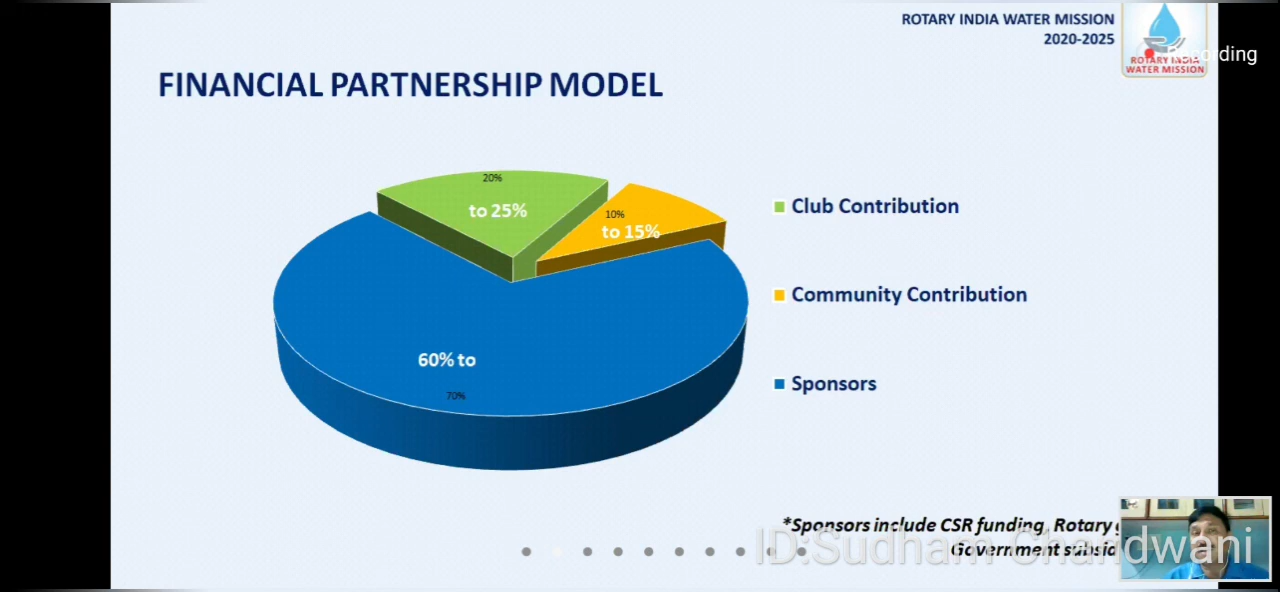 ROTARY INDIA WATER MISSION
2020-2025
Recording
ROTARY INDIA
WATER MISSION
FINANCIAL PARTNERSHIP MODEL
20%
to 25%
10%
to 15%
60% to
70%
Club Contribution
Community Contribution
Sponsors
*Sponsors include CSR funding, Rotary
Government
ID:Sudham Chandwani